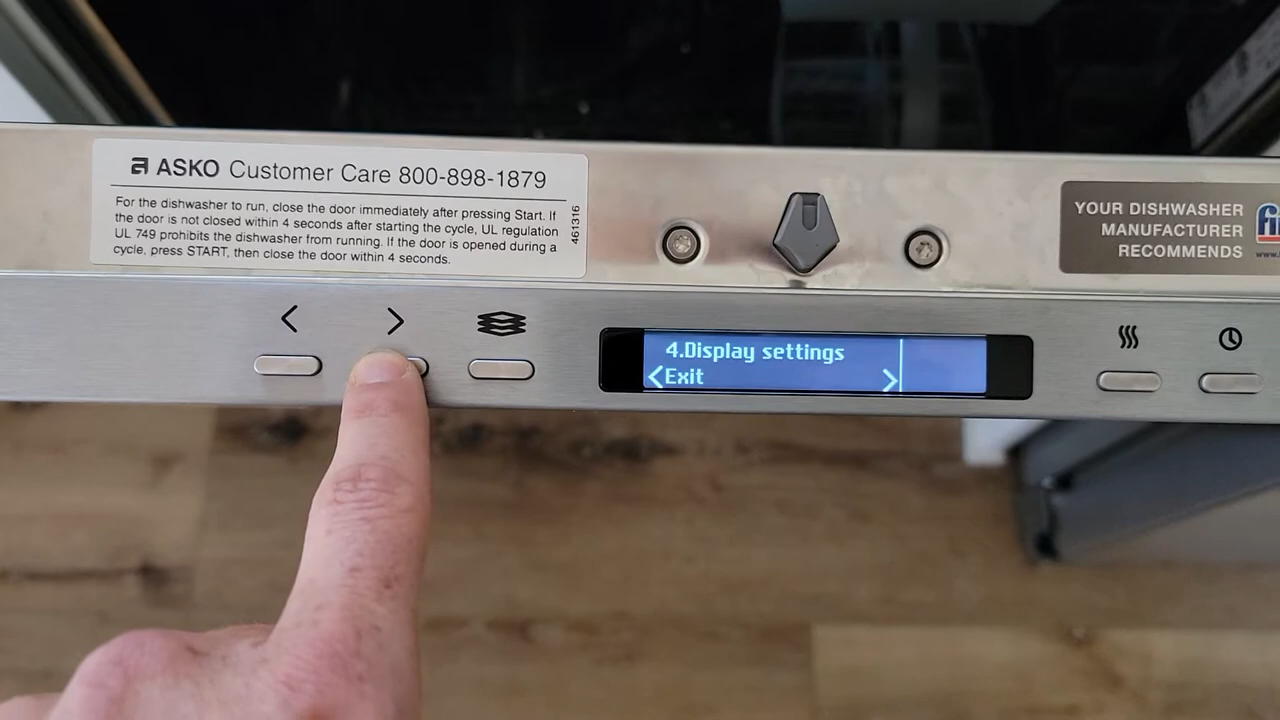 ASKO Customer Care 800-898-1879
For the dishwasher to run, close the door immediately after pressing Start. If
the door is not closed within 4 seconds after starting the cycle, UL regulation
UL 749 prohibits the dishwasher from running. If the door is opened during a
cycle, press START, then close the door within 4 seconds.
461316
YOUR DISHWASHER
MANUFACTURER
RECOMMENDS
4.Display settings
<Exit >